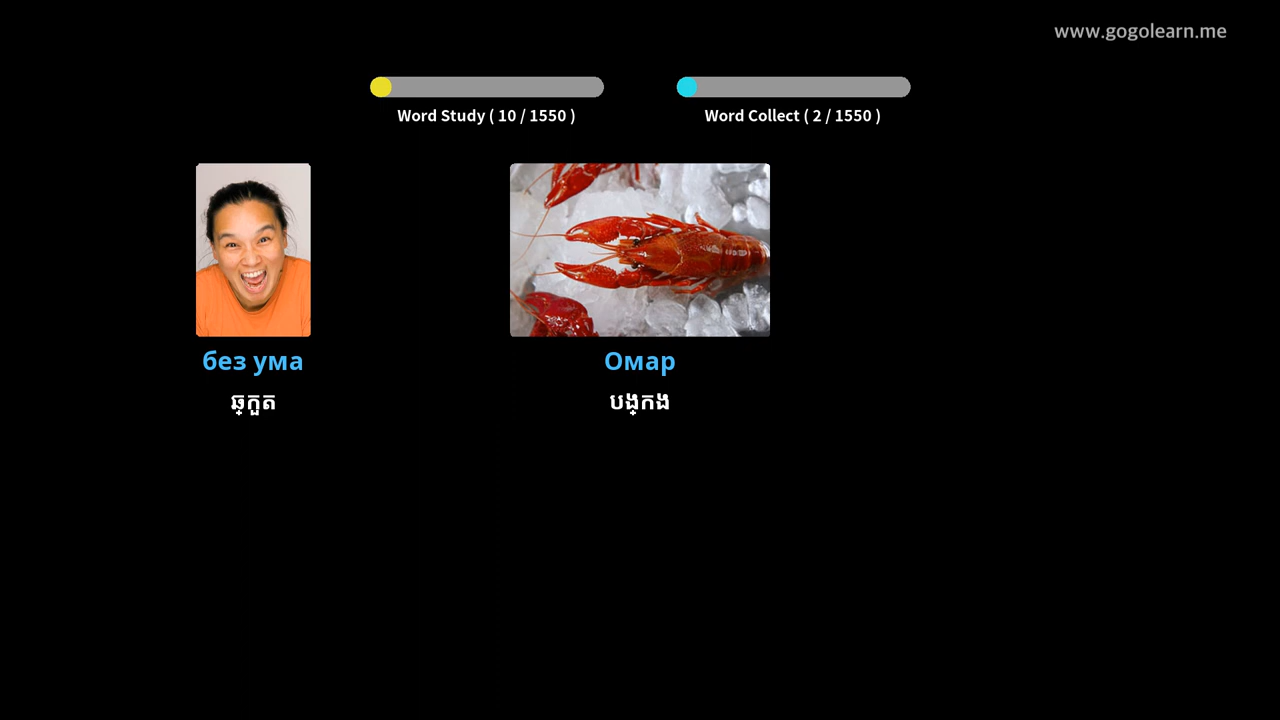 www.gogolearn.me
Word Study ( 10 / 1550 )
Word Collect ( 2 / 1550 )
без ума
ឆ្កួត
Омар
បង្កង